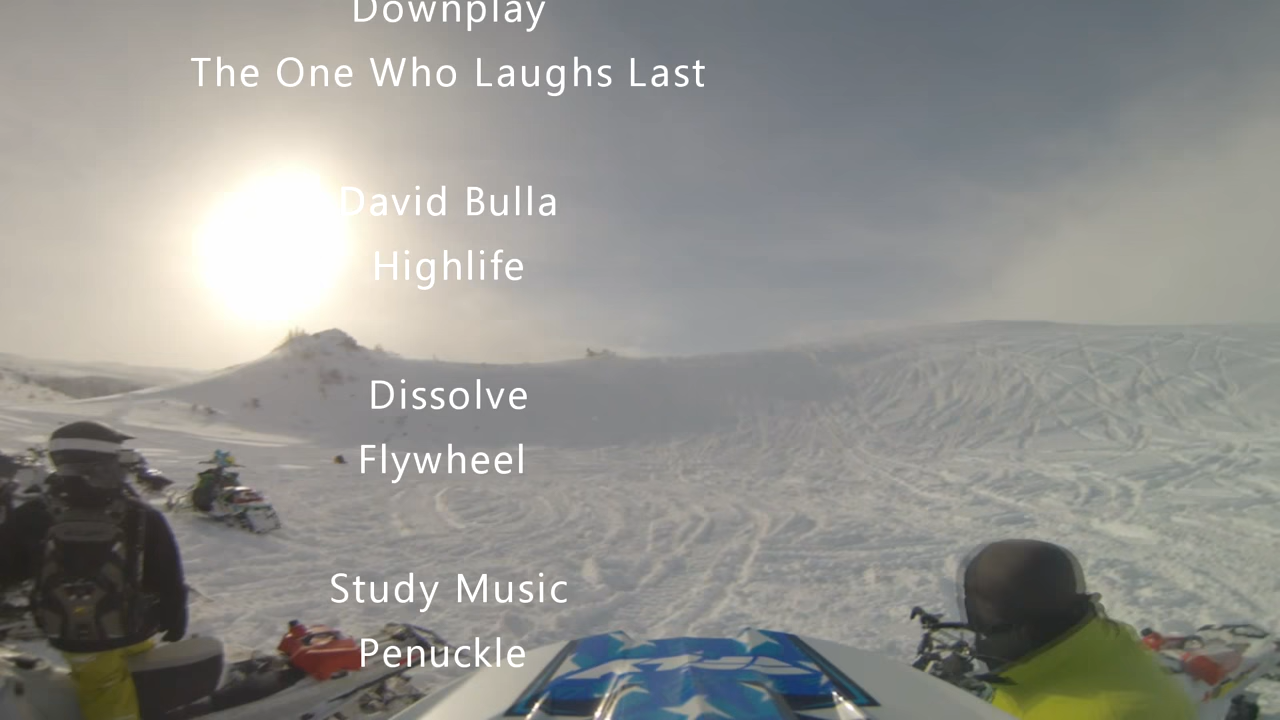 Downplay
The One Who Laughs Last
David Bulla
Highlife
Dissolve
Flywheel
Study Music
Penuckle